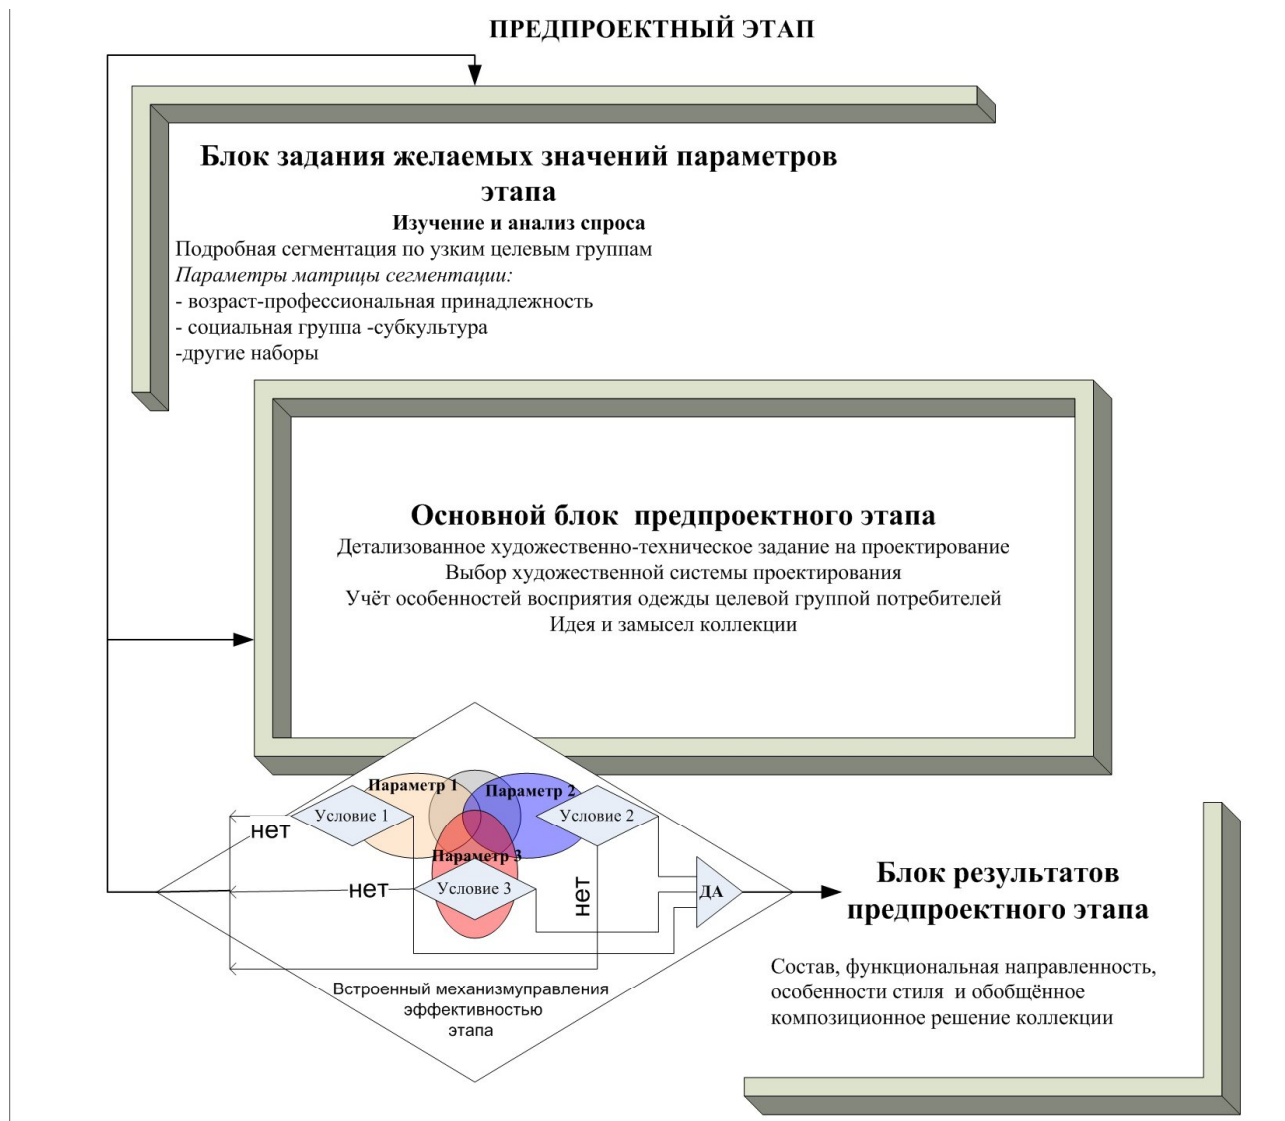 ПРЕДПРОЕКТНЫЙ ЭТАП
Блок задания желаемых значений параметров
этапа
Изучение и анализ спроса
Подробная сегментация по узким целевым группам
Параметры матрицы сегментации:
- возраст-профессиональная принадлежность
- социальная группа -субкультура
-другие наборы
Основной блок предпроектного этапа
Детализованное художественно-техническое задание на проектирование
Выбор художественной системы проектирования
Учёт особенностей восприятия одежды целевой группой потребителей
Идея и замысел коллекции
Параметр 1
Параметр 2
Условие 1
Условие 2
нет
Параметр 3
Условие 3
нет
нет
ДА
Встроенный механизмуправления
эффективностью
этапа
Блок результатов
предпроектного этапа
Состав, функциональная направленность,
особенности стиля и обобщённое
композиционное решение коллекции